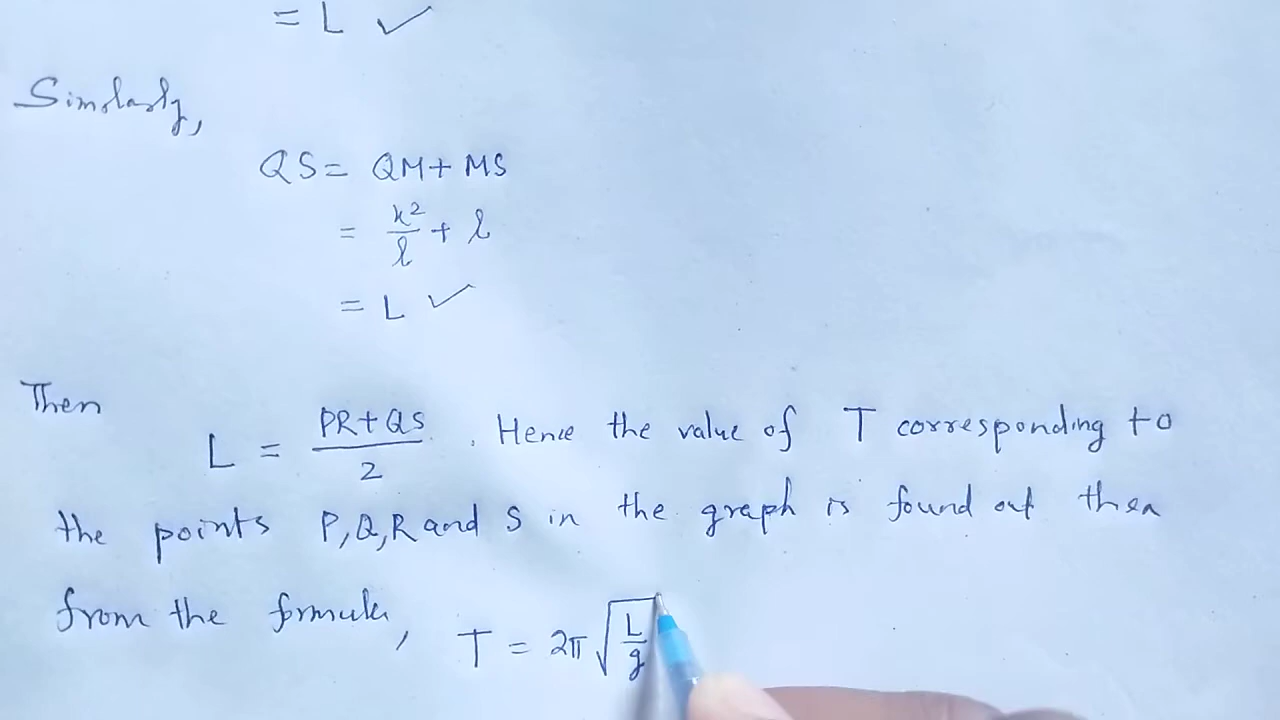 = L ✓
Similarly,
QS = QM + MS
= k²/l + l
= L ✓
Then
L = (PR + QS)/2 . Hence the value of T corresponding to
the points P, Q, R and S in the graph is found out then
from the formula, T = 2π √(L/g)